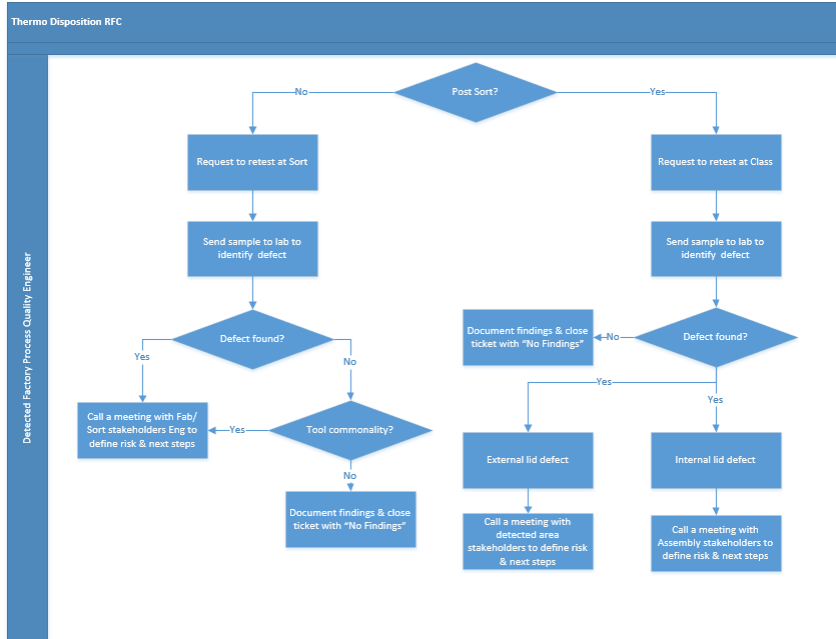 Thermo Disposition RFC
Detected Factory Process Quality Engineer
Post Sort?
No
Yes
Request to retest at Sort
Request to retest at Class
Send sample to lab to
identify defect
Send sample to lab to
identify defect
Defect found?
Yes
No
Defect found?
No
Document findings & close
ticket with “No Findings”
Yes
Yes
Call a meeting with Fab/
Sort stakeholders Eng to
define risk & next steps
Yes
Tool commonality?
No
Document findings & close
ticket with “No Findings”
External lid defect
Internal lid defect
Call a meeting with
detected area
stakeholders to define risk
& next steps
Call a meeting with
Assembly stakeholders to
define risk & next steps